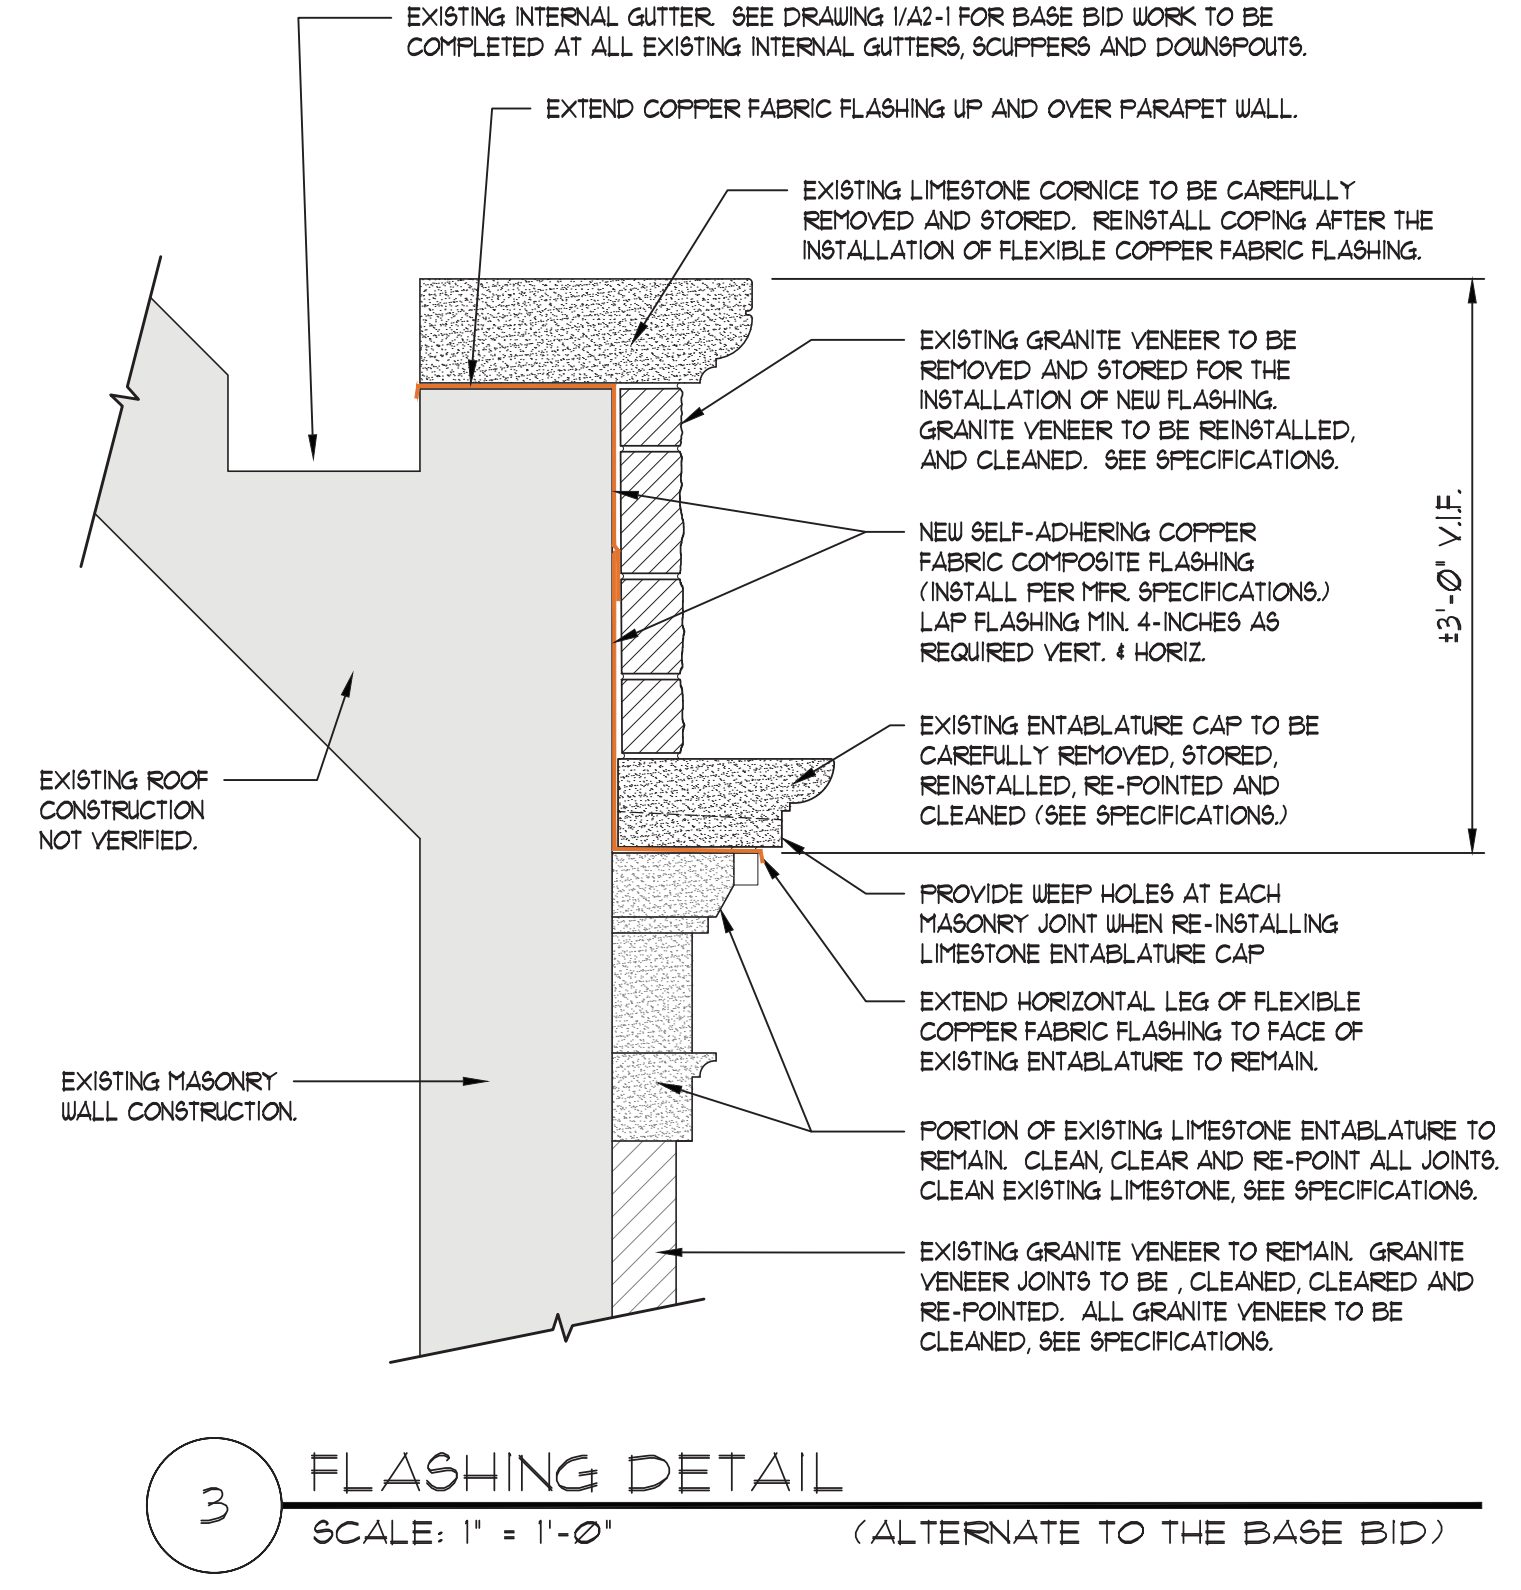 EXISTING INTERNAL GUTTER. SEE DRAWING 1/A2-1 FOR BASE BID WORK TO BE
COMPLETED AT ALL EXISTING INTERNAL GUTTERS, SCUPPERS AND DOWNSPOUTS.
EXTEND COPPER FABRIC FLASHING UP AND OVER PARAPET WALL.
EXISTING LIMESTONE CORNICE TO BE CAREFULLY
REMOVED AND STORED. REINSTALL COPING AFTER THE
INSTALLATION OF FLEXIBLE COPPER FABRIC FLASHING.
EXISTING GRANITE VENEER TO BE
REMOVED AND STORED FOR THE
INSTALLATION OF NEW FLASHING.
GRANITE VENEER TO BE REINSTALLED,
AND CLEANED. SEE SPECIFICATIONS.
NEW SELF-ADHERING COPPER
FABRIC COMPOSITE FLASHING
(INSTALL PER MFR. SPECIFICATIONS.)
LAP FLASHING MIN. 4-INCHES AS
REQUIRED VERT. & HORIZ.
±3'-0" V.I.F.
EXISTING ENTABLATURE CAP TO BE
CAREFULLY REMOVED, STORED,
REINSTALLED, RE-POINTED AND
CLEANED (SEE SPECIFICATIONS.)
EXISTING ROOF
CONSTRUCTION
NOT VERIFIED.
PROVIDE WEEP HOLES AT EACH
MASONRY JOINT WHEN RE-INSTALLING
LIMESTONE ENTABLATURE CAP
EXTEND HORIZONTAL LEG OF FLEXIBLE
COPPER FABRIC FLASHING TO FACE OF
EXISTING ENTABLATURE TO REMAIN.
EXISTING MASONRY
WALL CONSTRUCTION.
PORTION OF EXISTING LIMESTONE ENTABLATURE TO
REMAIN. CLEAN, CLEAR AND RE-POINT ALL JOINTS.
CLEAN EXISTING LIMESTONE, SEE SPECIFICATIONS.
EXISTING GRANITE VENEER TO REMAIN. GRANITE
VENEER JOINTS TO BE , CLEANED, CLEARED AND
RE-POINTED. ALL GRANITE VENEER TO BE
CLEANED, SEE SPECIFICATIONS.
3
FLASHING DETAIL
SCALE: 1" = 1'-0" (ALTERNATE TO THE BASE BID)